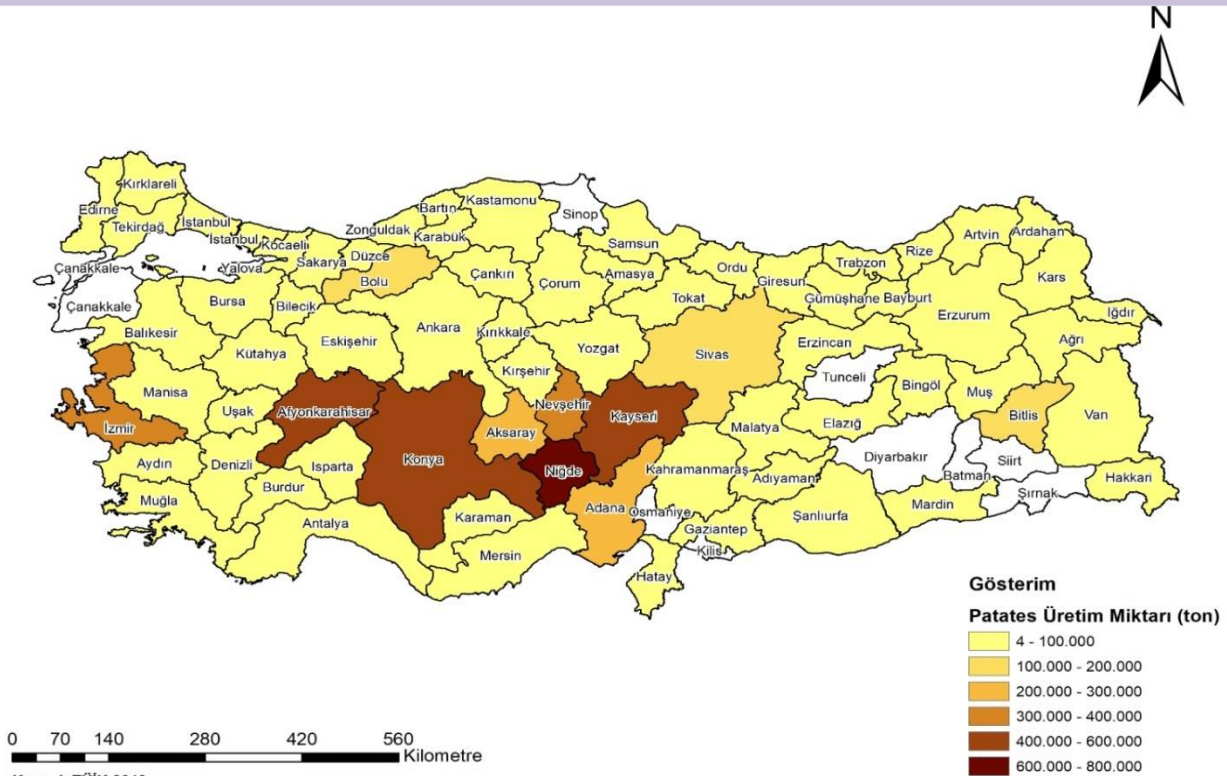 N
Kırklareli
Edirne
Tekirdağ
İstanbul
İstanbul
Kocaeli
Yalova
Sakarya
Zonguldak
Bartın
Karabük
Kastamonu
Sinop
Düzce
Bolu
Çankırı
Çorum
Samsun
Amasya
Tokat
Ordu
Giresun
Trabzon
Gümüşhane
Bayburt
Rize
Artvin
Ardahan
Kars
Iğdır
Erzurum
Ağrı
Çanakkale
Çanakkale
Balıkesir
Bursa
Bilecik
Kütahya
Eskişehir
Ankara
Kırıkkale
Kırşehir
Yozgat
Sivas
Erzincan
Tunceli
Bingöl
Muş
Bitlis
Van
Manisa
Uşak
İzmir
Afyonkarahisar
Konya
Aksaray
Nevşehir
Kayseri
Niğde
Malatya
Elazığ
Diyarbakır
Batman
Siirt
Şırnak
Hakkari
Aydın
Denizli
Isparta
Burdur
Muğla
Antalya
Karaman
Mersin
Adana
Kahramanmaraş
Osmaniye
Adıyaman
Gaziantep
Kilis
Hatay
Şanlıurfa
Mardin
Gösterim
Patates Üretim Miktarı (ton)
4 - 100.000
100.000 - 200.000
200.000 - 300.000
300.000 - 400.000
400.000 - 600.000
600.000 - 800.000
0 70 140 280 420 560
Kilometre